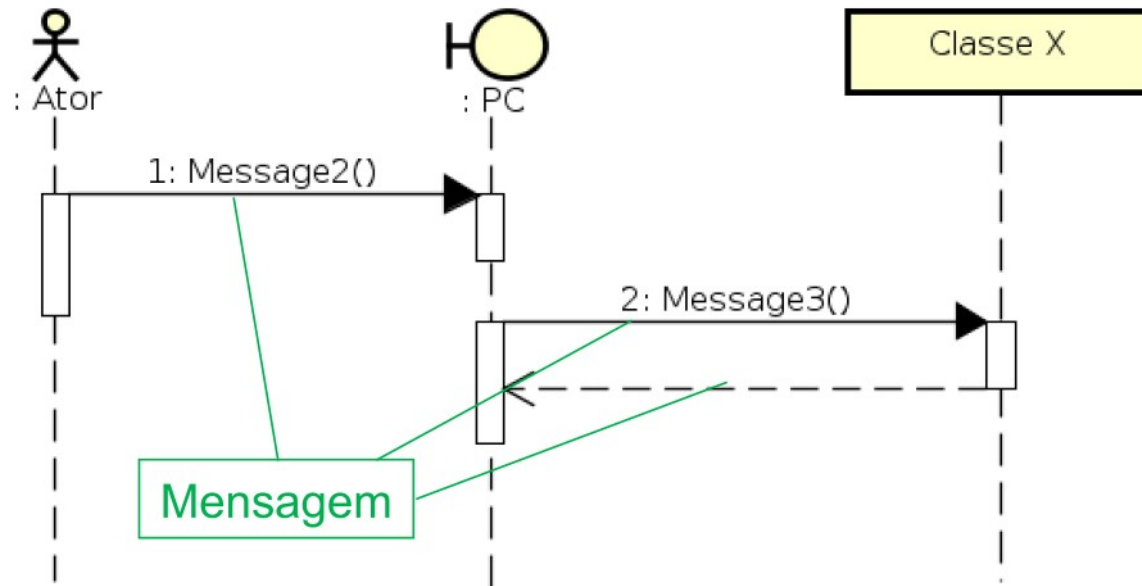 Classe X
: Ator
: PC
1: Message2()
2: Message3()
Mensagem